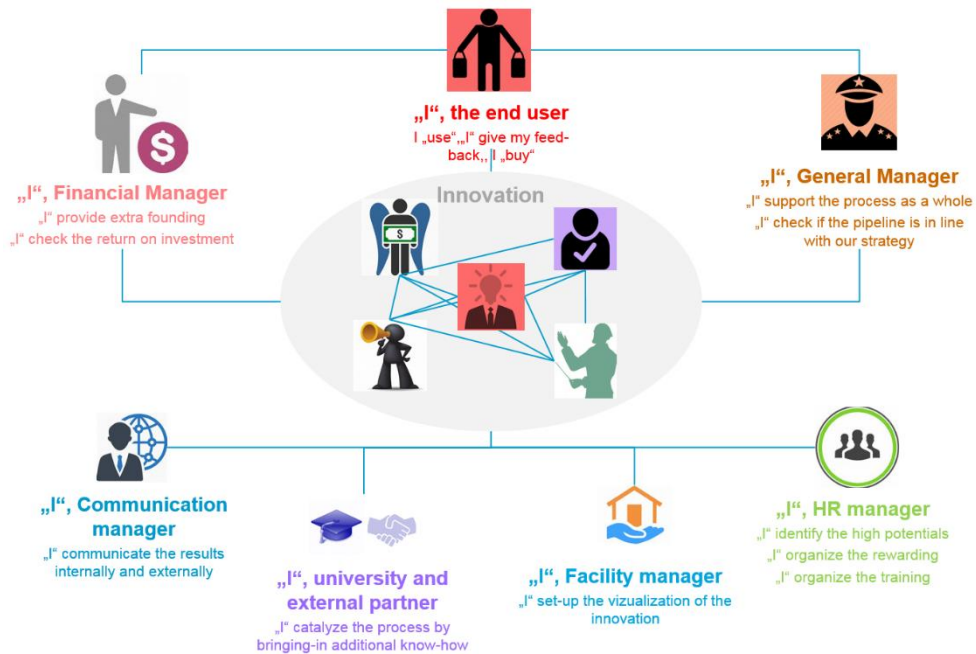 „I“, the end user
I „use“,„I“ give my feed-
back,, I „buy“
„I“, Financial Manager
„I“ provide extra founding
„I“ check the return on investment
„I“, General Manager
„I“ support the process as a whole
„I“ check if the pipeline is in line
with our strategy
Innovation
$
$
„I“, Communication
manager
„I“ communicate the results
internally and externally
„I“, university and
external partner
„I“ catalyze the process by
bringing-in additional know-how
„I“, Facility manager
„I“ set-up the vizualization of the
innovation
„I“, HR manager
„I“ identify the high potentials
„I“ organize the rewarding
„I“ organize the training